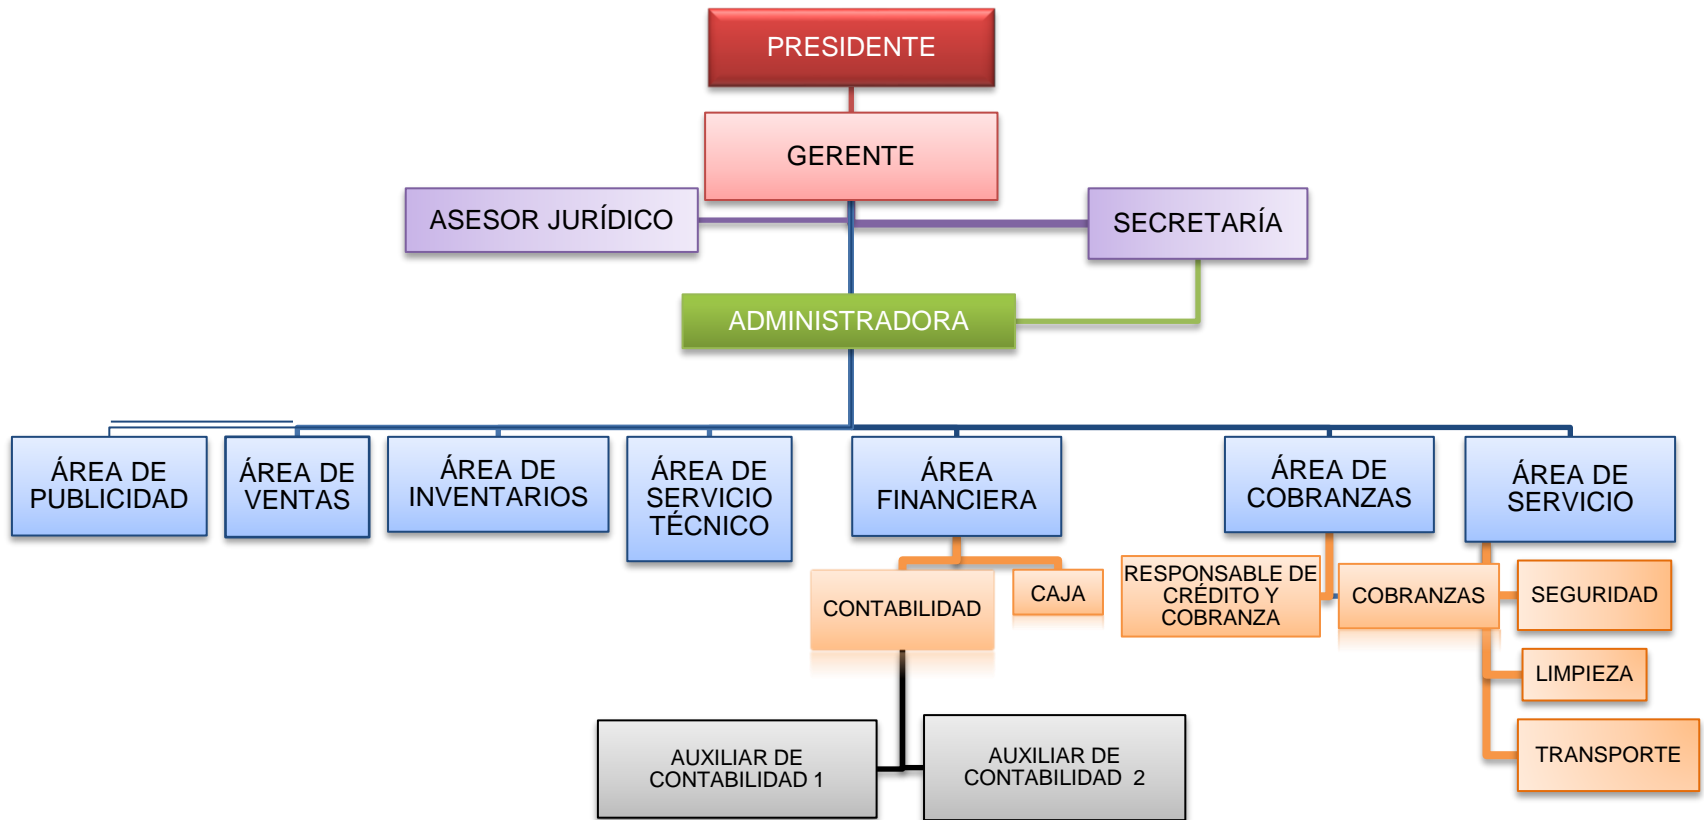 PRESIDENTE
GERENTE
ASESOR JURÍDICO
SECRETARÍA
ADMINISTRADORA
ÁREA DE
PUBLICIDAD
ÁREA DE
VENTAS
ÁREA DE
INVENTARIOS
ÁREA DE
SERVICIO
TÉCNICO
ÁREA
FINANCIERA
ÁREA DE
COBRANZAS
ÁREA DE
SERVICIO
CONTABILIDAD
CAJA
RESPONSABLE DE
CRÉDITO Y
COBRANZA
COBRANZAS
SEGURIDAD
LIMPIEZA
TRANSPORTE
AUXILIAR DE
CONTABILIDAD 1
AUXILIAR DE
CONTABILIDAD 2